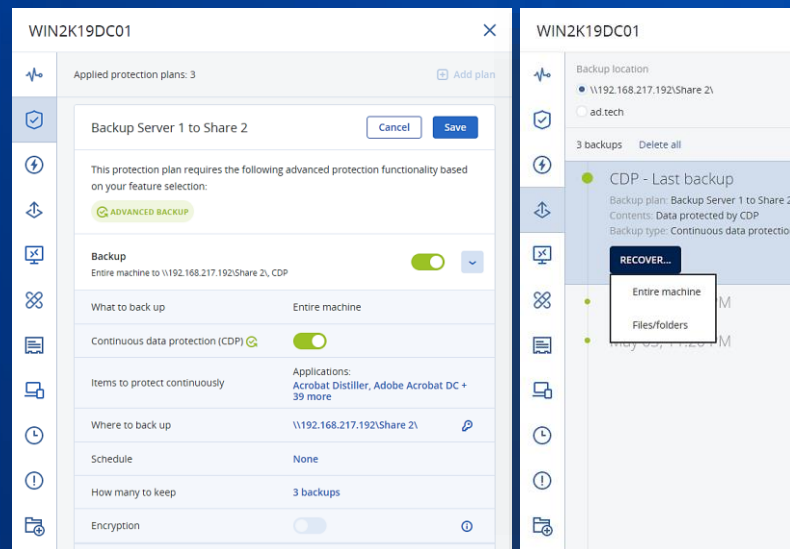 WIN2K19DC01
Applied protection plans: 3
Add plan
Backup Server 1 to Share 2
Cancel
Save
This protection plan requires the following advanced protection functionality based
on your feature selection:
ADVANCED BACKUP
Backup
Entire machine to \\192.168.217.192\Share 2\, CDP
What to back up
Entire machine
Continuous data protection (CDP)
Items to protect continuously
Applications:
Acrobat Distiller, Adobe Acrobat DC +
39 more
Where to back up
\\192.168.217.192\Share 2\
Schedule
None
How many to keep
3 backups
Encryption
WIN2K19DC01
Backup location
\\192.168.217.192\Share 2\
ad.tech
3 backups
Delete all
CDP - Last backup
Backup plan: Backup Server 1 to Share 2
Contents: Data protected by CDP
Backup type: Continuous data protection
RECOVER...
Entire machine
Files/folders